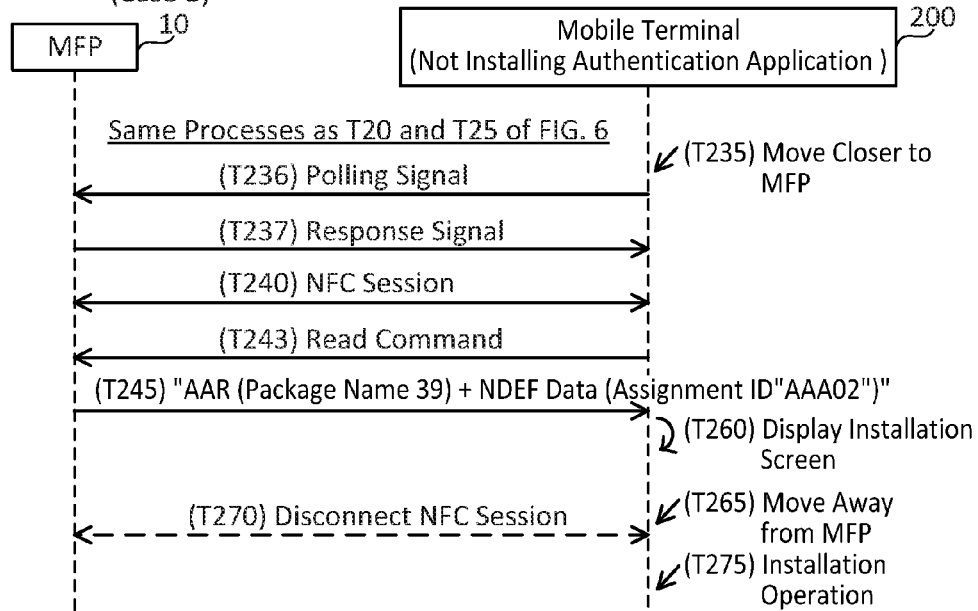 10
MFP
200
Mobile Terminal
(Not Installing Authentication Application )
Same Processes as T20 and T25 of FIG. 6
(T235) Move Closer to
MFP
(T236) Polling Signal
(T237) Response Signal
(T240) NFC Session
(T243) Read Command
(T245) "AAR (Package Name 39) + NDEF Data (Assignment ID"AAA02")"
(T260) Display Installation
Screen
(T265) Move Away
from MFP
(T270) Disconnect NFC Session
(T275) Installation
Operation